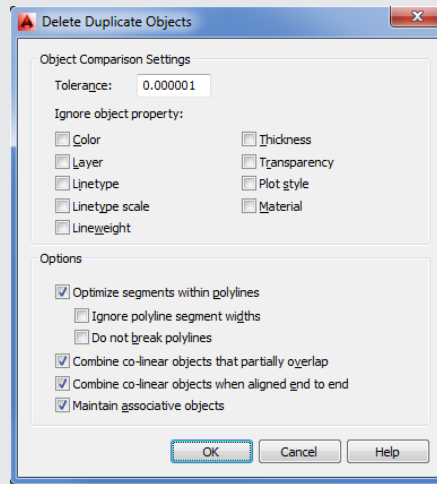 Delete Duplicate Objects
Object Comparison Settings
Tolerance: 0.000001
Ignore object property:
Color
Thickness
Layer
Transparency
Linetype
Plot style
Linetype scale
Material
Lineweight
Options
Optimize segments within polylines
Ignore polyline segment widths
Do not break polylines
Combine co-linear objects that partially overlap
Combine co-linear objects when aligned end to end
Maintain associative objects
OK Cancel Help